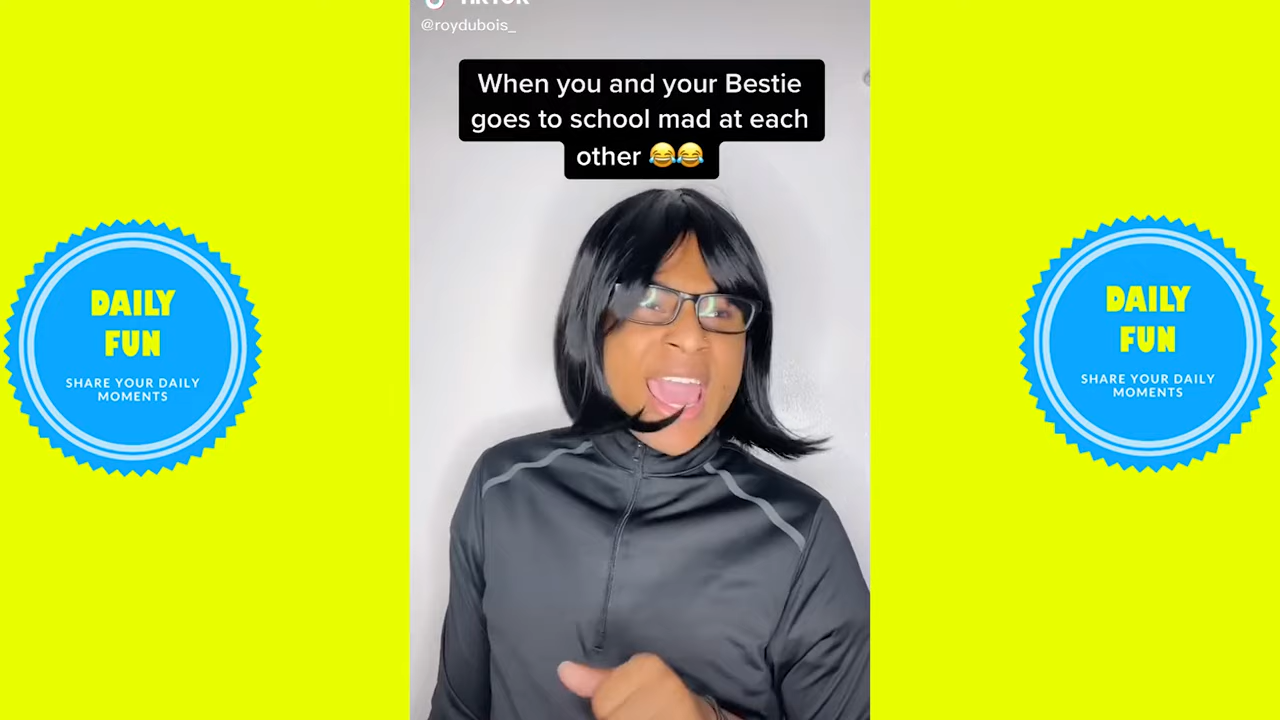 TikTok
@roydubois_
When you and your Bestie
goes to school mad at each
other 😂😂
DAILY
FUN
SHARE YOUR DAILY
MOMENTS
DAILY
FUN
SHARE YOUR DAILY
MOMENTS